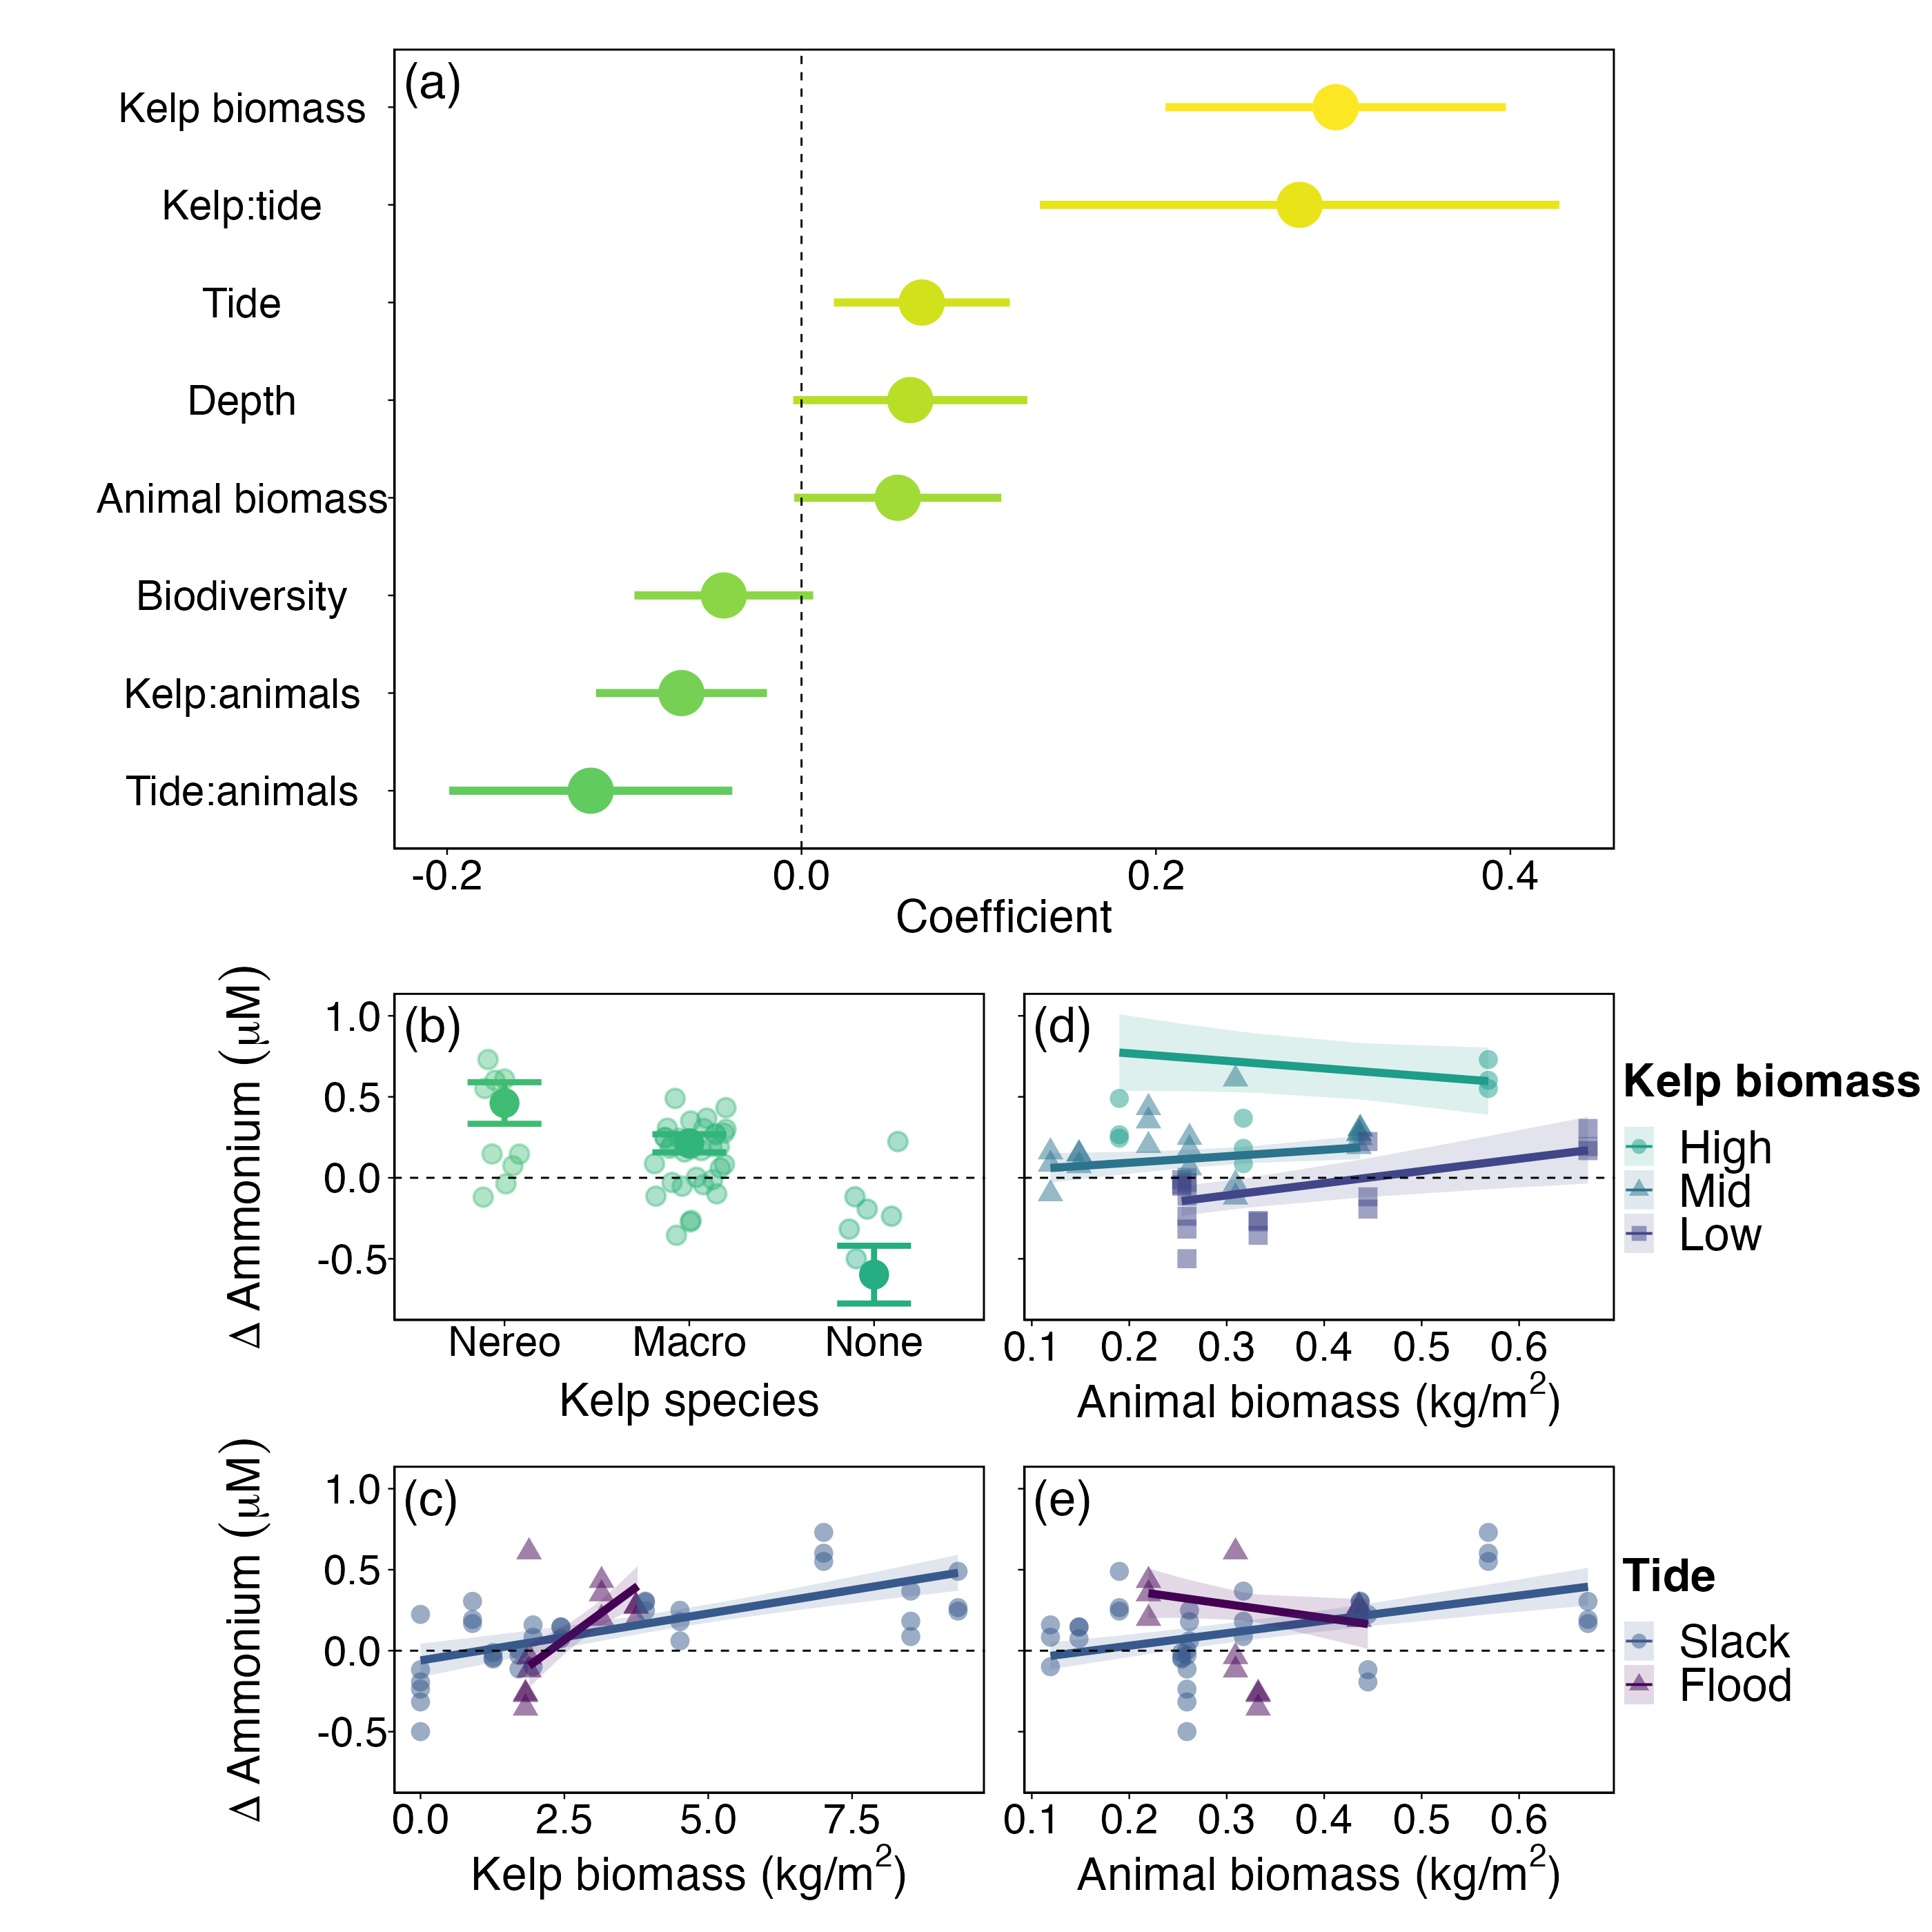 (a)
Kelp biomass
Kelp:tide
Tide
Depth
Animal biomass
Biodiversity
Kelp:animals
Tide:animals
-0.2 0.0 0.2 0.4
Coefficient
Δ Ammonium (μM)
1.0
0.5
0.0
-0.5
(b)
Nereo Macro None
Kelp species
(d)
0.1 0.2 0.3 0.4 0.5 0.6
Animal biomass (kg/m²)
Kelp biomass
High
Mid
Low
Δ Ammonium (μM)
1.0
0.5
0.0
-0.5
(c)
0.0 2.5 5.0 7.5
Kelp biomass (kg/m²)
(e)
0.1 0.2 0.3 0.4 0.5 0.6
Animal biomass (kg/m²)
Tide
Slack
Flood